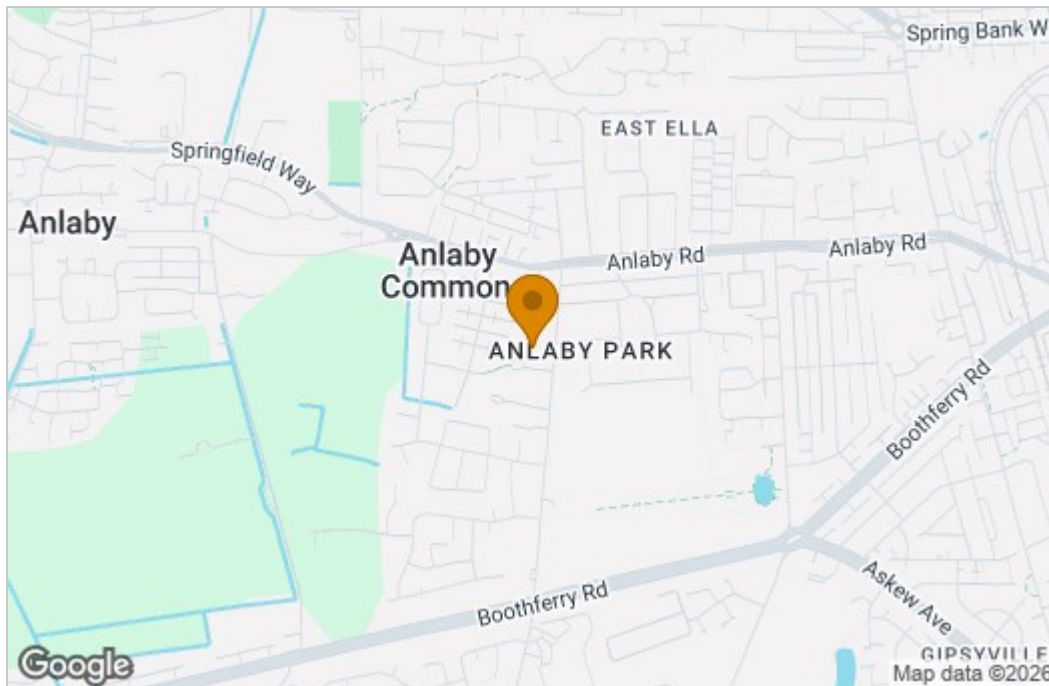 Spring Bank W
EAST ELLA
Springfield Way
Anlaby
Anlaby
Common
Anlaby Rd
Anlaby Rd
ANLABY PARK
Boothferry Rd
Boothferry Rd
Askew Ave
GIPSYVILLE
Google
Map data ©2026